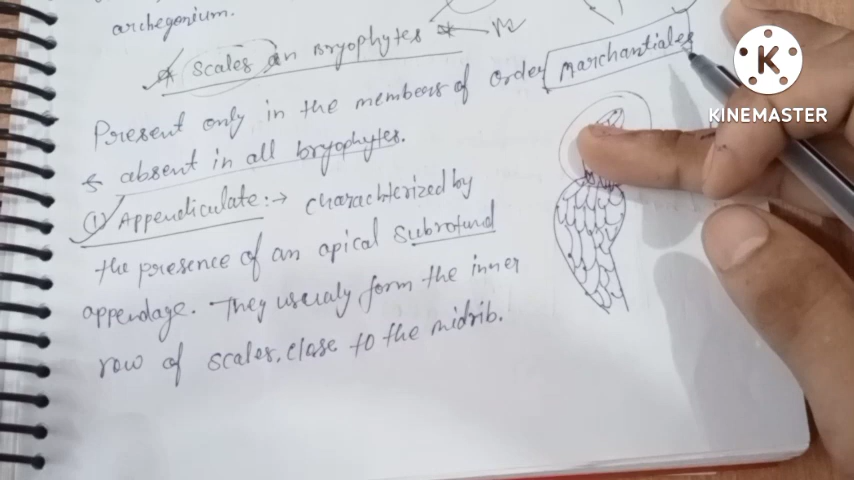 archegonium.
* Scales in Bryophytes *
Present only in the members of order Marchantiales
& absent in all bryophytes.
(1) Appendiculate :→ charachterized by
the presence of an apical Subrotund
appendage. They usualy form the inner
row of scales, close to the midrib.
K
KINEMASTER